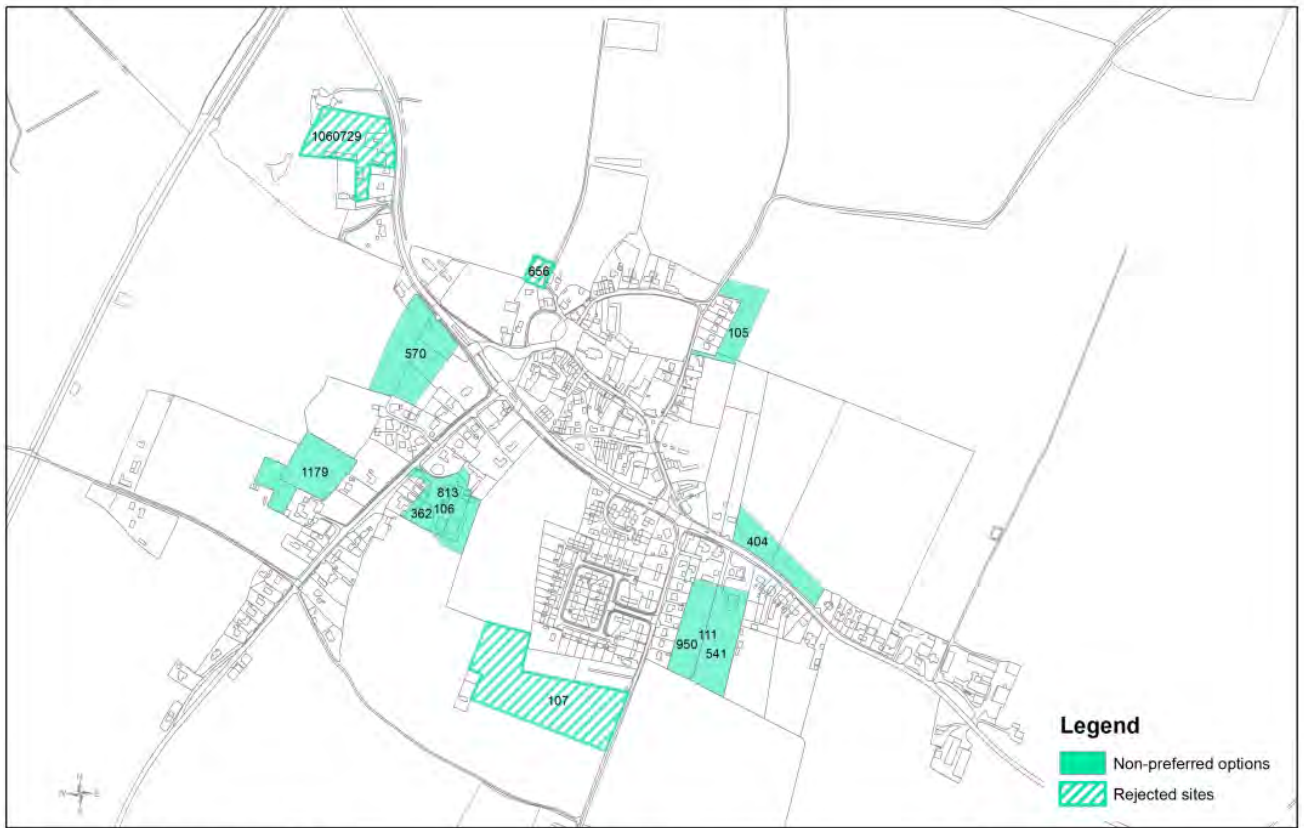 1060729
656
105
570
1179
813
362 106
404
111
950
541
107
Legend
Non-preferred options
Rejected sites
N
W E
S